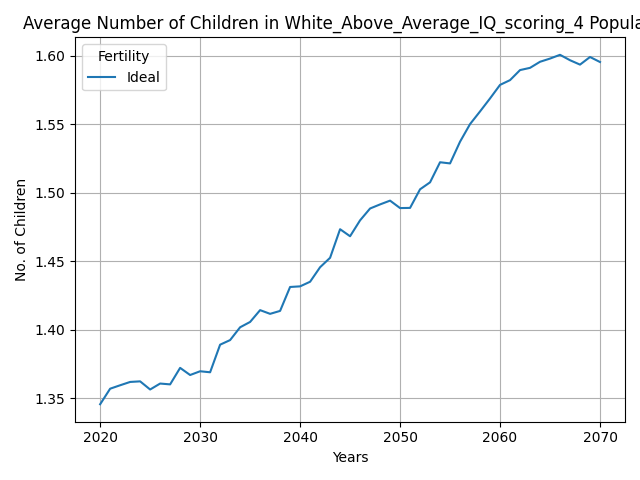 Average Number of Children in White_Above_Average_IQ_scoring_4 Popula
Fertility
Ideal
No. of Children
1.60
1.55
1.50
1.45
1.40
1.35
2020 2030 2040 2050 2060 2070
Years